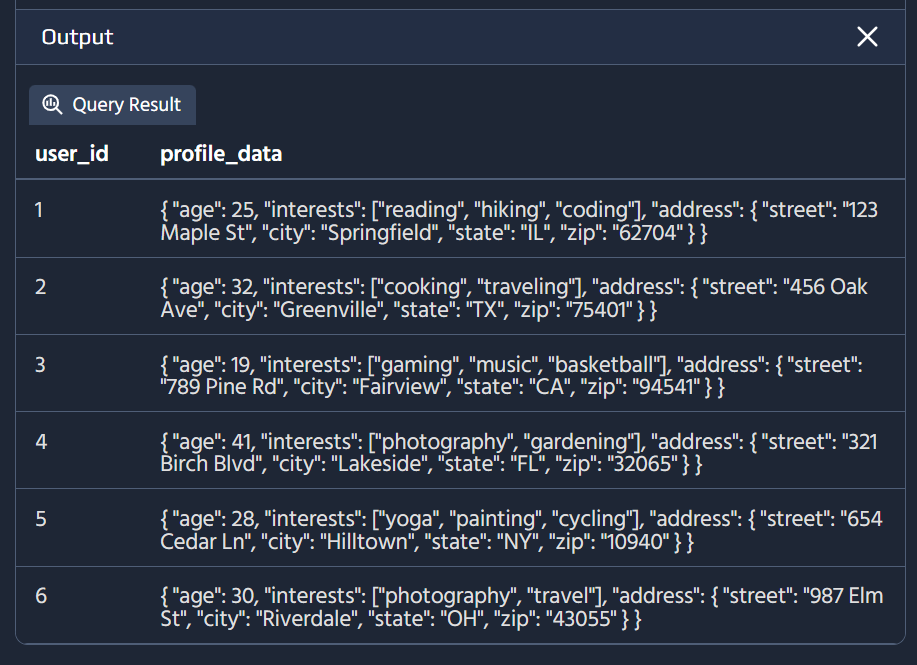 Output
Query Result
user_id profile_data
1 { "age": 25, "interests": ["reading", "hiking", "coding"], "address": { "street": "123
Maple St", "city": "Springfield", "state": "IL", "zip": "62704" } }
2 { "age": 32, "interests": ["cooking", "traveling"], "address": { "street": "456 Oak
Ave", "city": "Greenville", "state": "TX", "zip": "75401" } }
3 { "age": 19, "interests": ["gaming", "music", "basketball"], "address": { "street":
"789 Pine Rd", "city": "Fairview", "state": "CA", "zip": "94541" } }
4 { "age": 41, "interests": ["photography", "gardening"], "address": { "street": "321
Birch Blvd", "city": "Lakeside", "state": "FL", "zip": "32065" } }
5 { "age": 28, "interests": ["yoga", "painting", "cycling"], "address": { "street": "654
Cedar Ln", "city": "Hilltown", "state": "NY", "zip": "10940" } }
6 { "age": 30, "interests": ["photography", "travel"], "address": { "street": "987 Elm
St", "city": "Riverdale", "state": "OH", "zip": "43055" } }